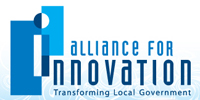 ALLIANCE FOR
innovation
Transforming Local Government